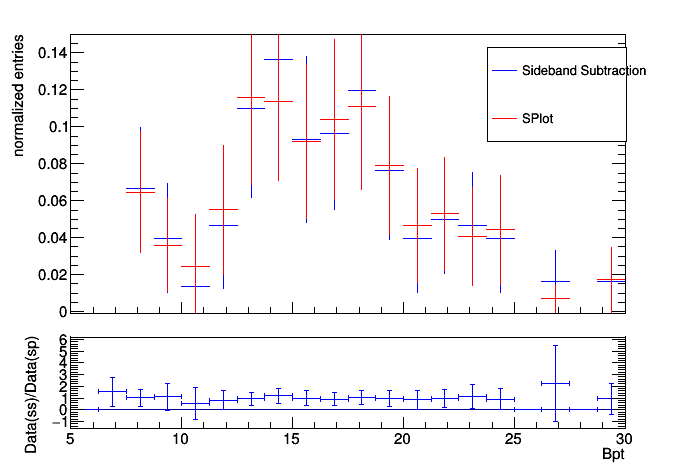 normalized entries
0.14
0.12
0.1
0.08
0.06
0.04
0.02
0
Sideband Subtraction
SPlot
Data(ss)/Data(sp)
6
5
4
3
2
1
0
−1
5 10 15 20 25 30
Bpt